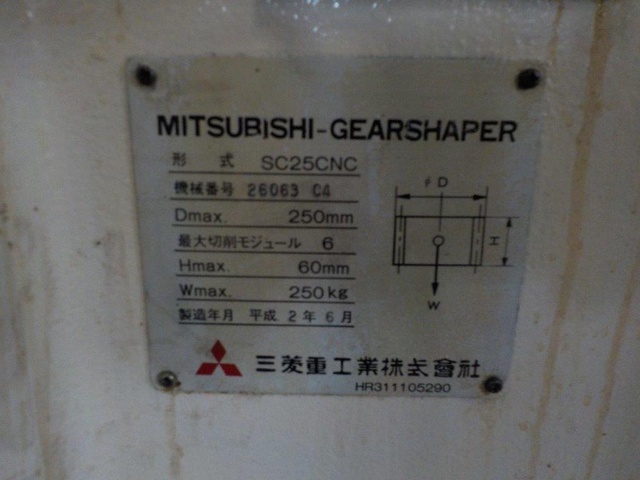 MITSUBISHI-GEARSHAPER
形 式 SC25CNC
機械番号 26063 C4
Dmax. 250mm
最大切削モジュール 6
Hmax. 60mm
Wmax. 250kg
製造年月 平成 2年 6月
φD
H
W
三菱重工業株式會社
HR311105290